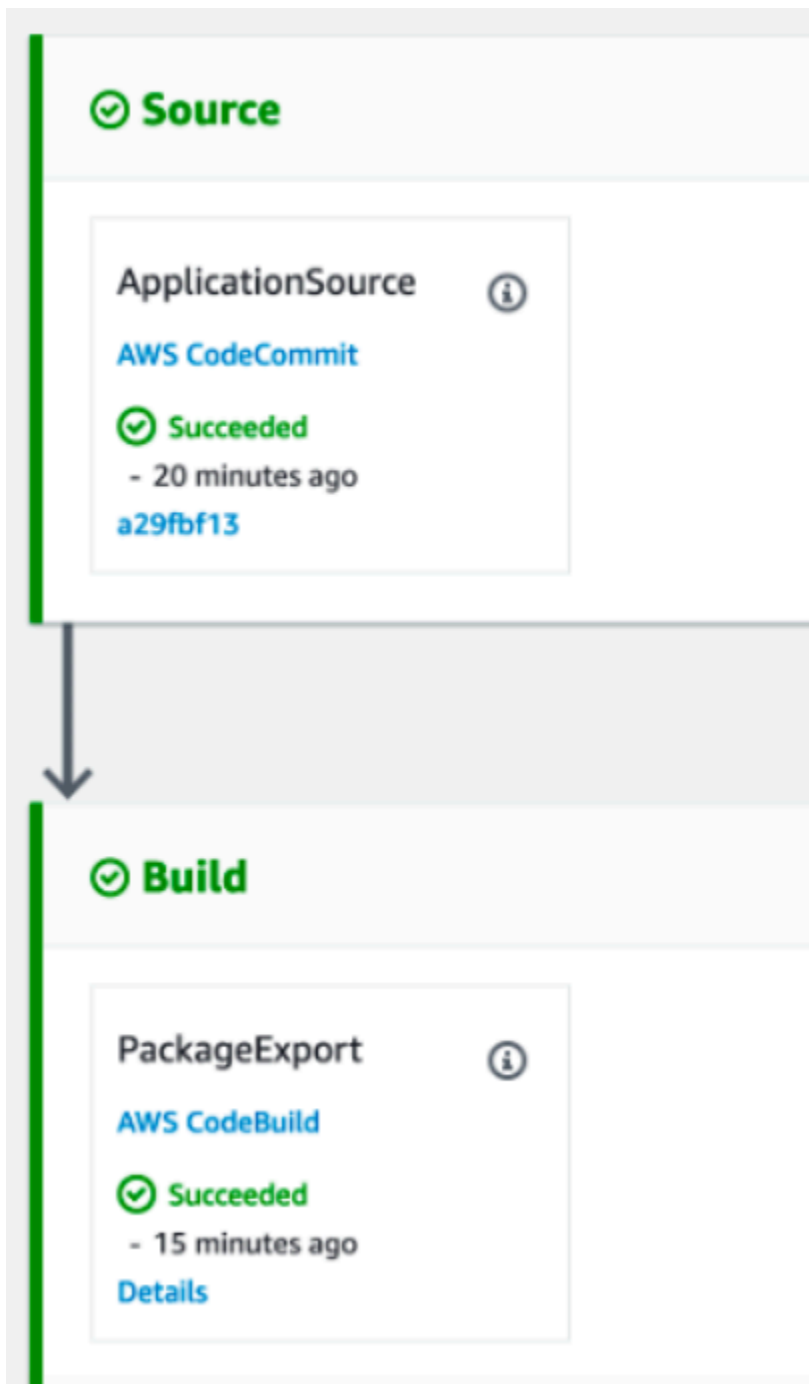 Source
ApplicationSource
AWS CodeCommit
Succeeded
- 20 minutes ago
a29fbf13
Build
PackageExport
AWS CodeBuild
Succeeded
- 15 minutes ago
Details